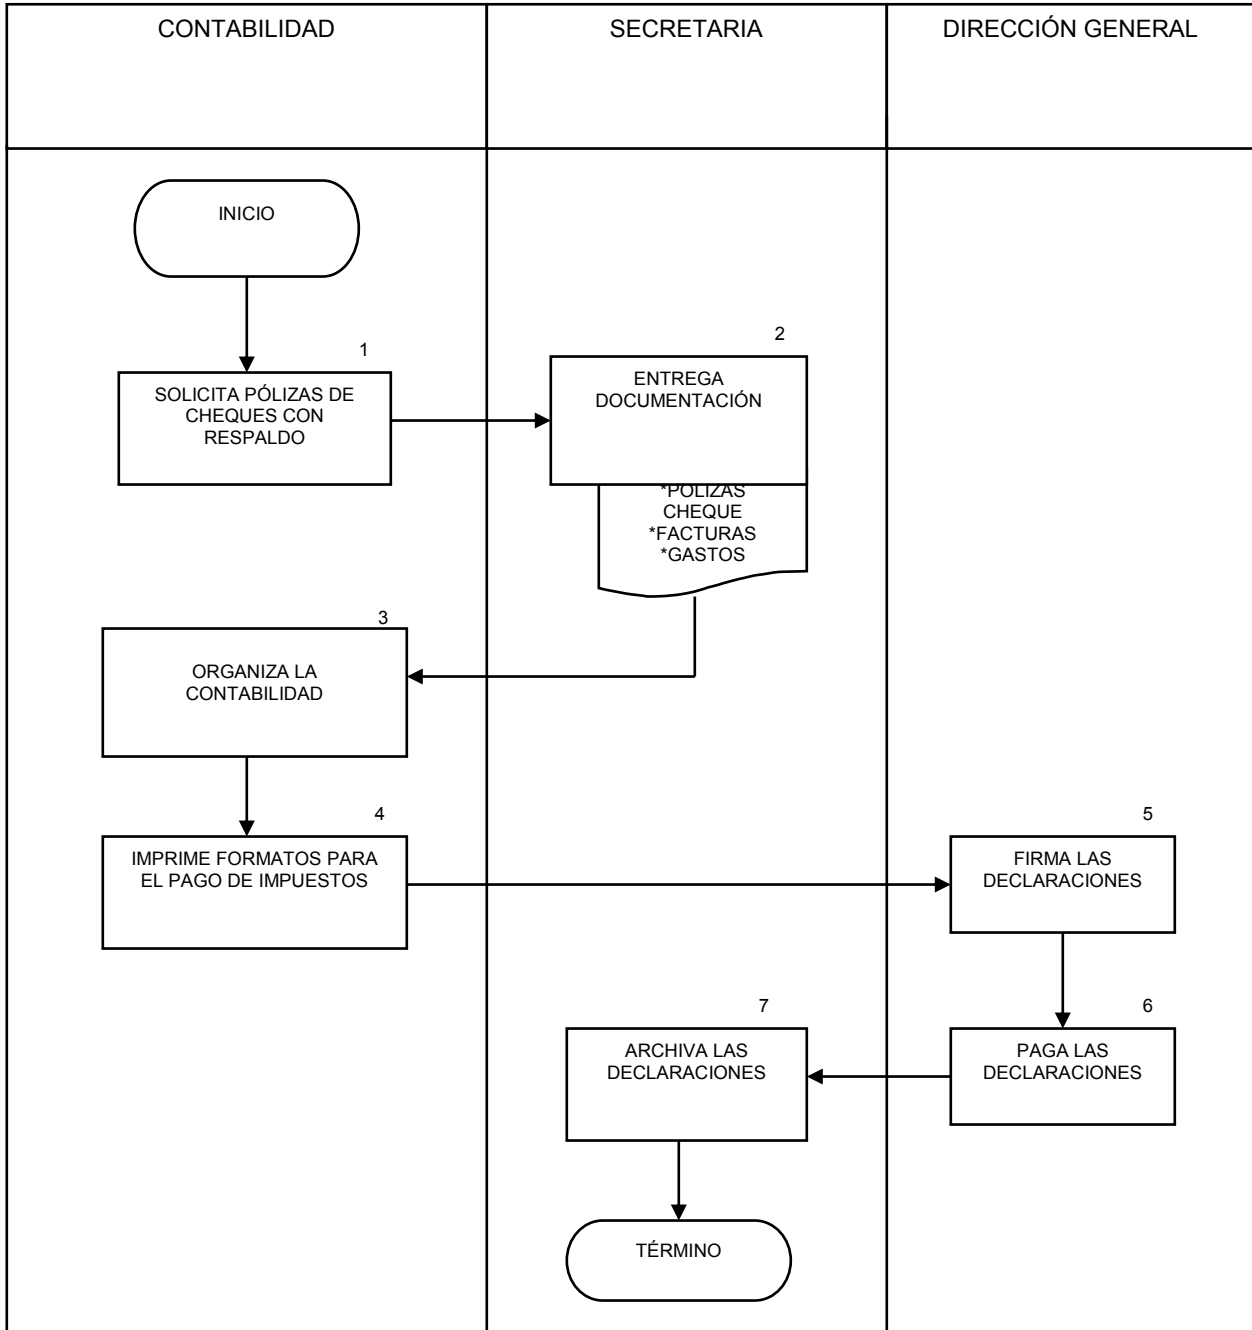 CONTABILIDAD
SECRETARIA
DIRECCIÓN GENERAL
INICIO
1
SOLICITA PÓLIZAS DE
CHEQUES CON
RESPALDO
2
ENTREGA
DOCUMENTACIÓN
*PÓLIZAS
CHEQUE
*FACTURAS
*GASTOS
3
ORGANIZA LA
CONTABILIDAD
4
IMPRIME FORMATOS PARA
EL PAGO DE IMPUESTOS
5
FIRMA LAS
DECLARACIONES
6
PAGA LAS
DECLARACIONES
7
ARCHIVA LAS
DECLARACIONES
TÉRMINO